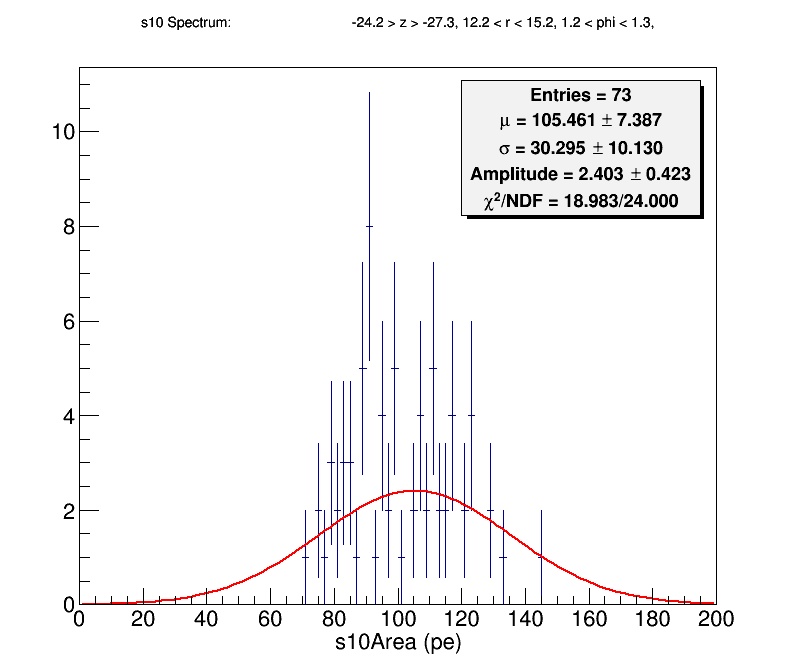 s10 Spectrum: -24.2 > z > -27.3, 12.2 < r < 15.2, 1.2 < phi < 1.3,
Entries = 73
μ = 105.461 ± 7.387
σ = 30.295 ± 10.130
Amplitude = 2.403 ± 0.423
χ²/NDF = 18.983/24.000
10
8
6
4
2
0
0 20 40 60 80 100 120 140 160 180 200
s10Area (pe)